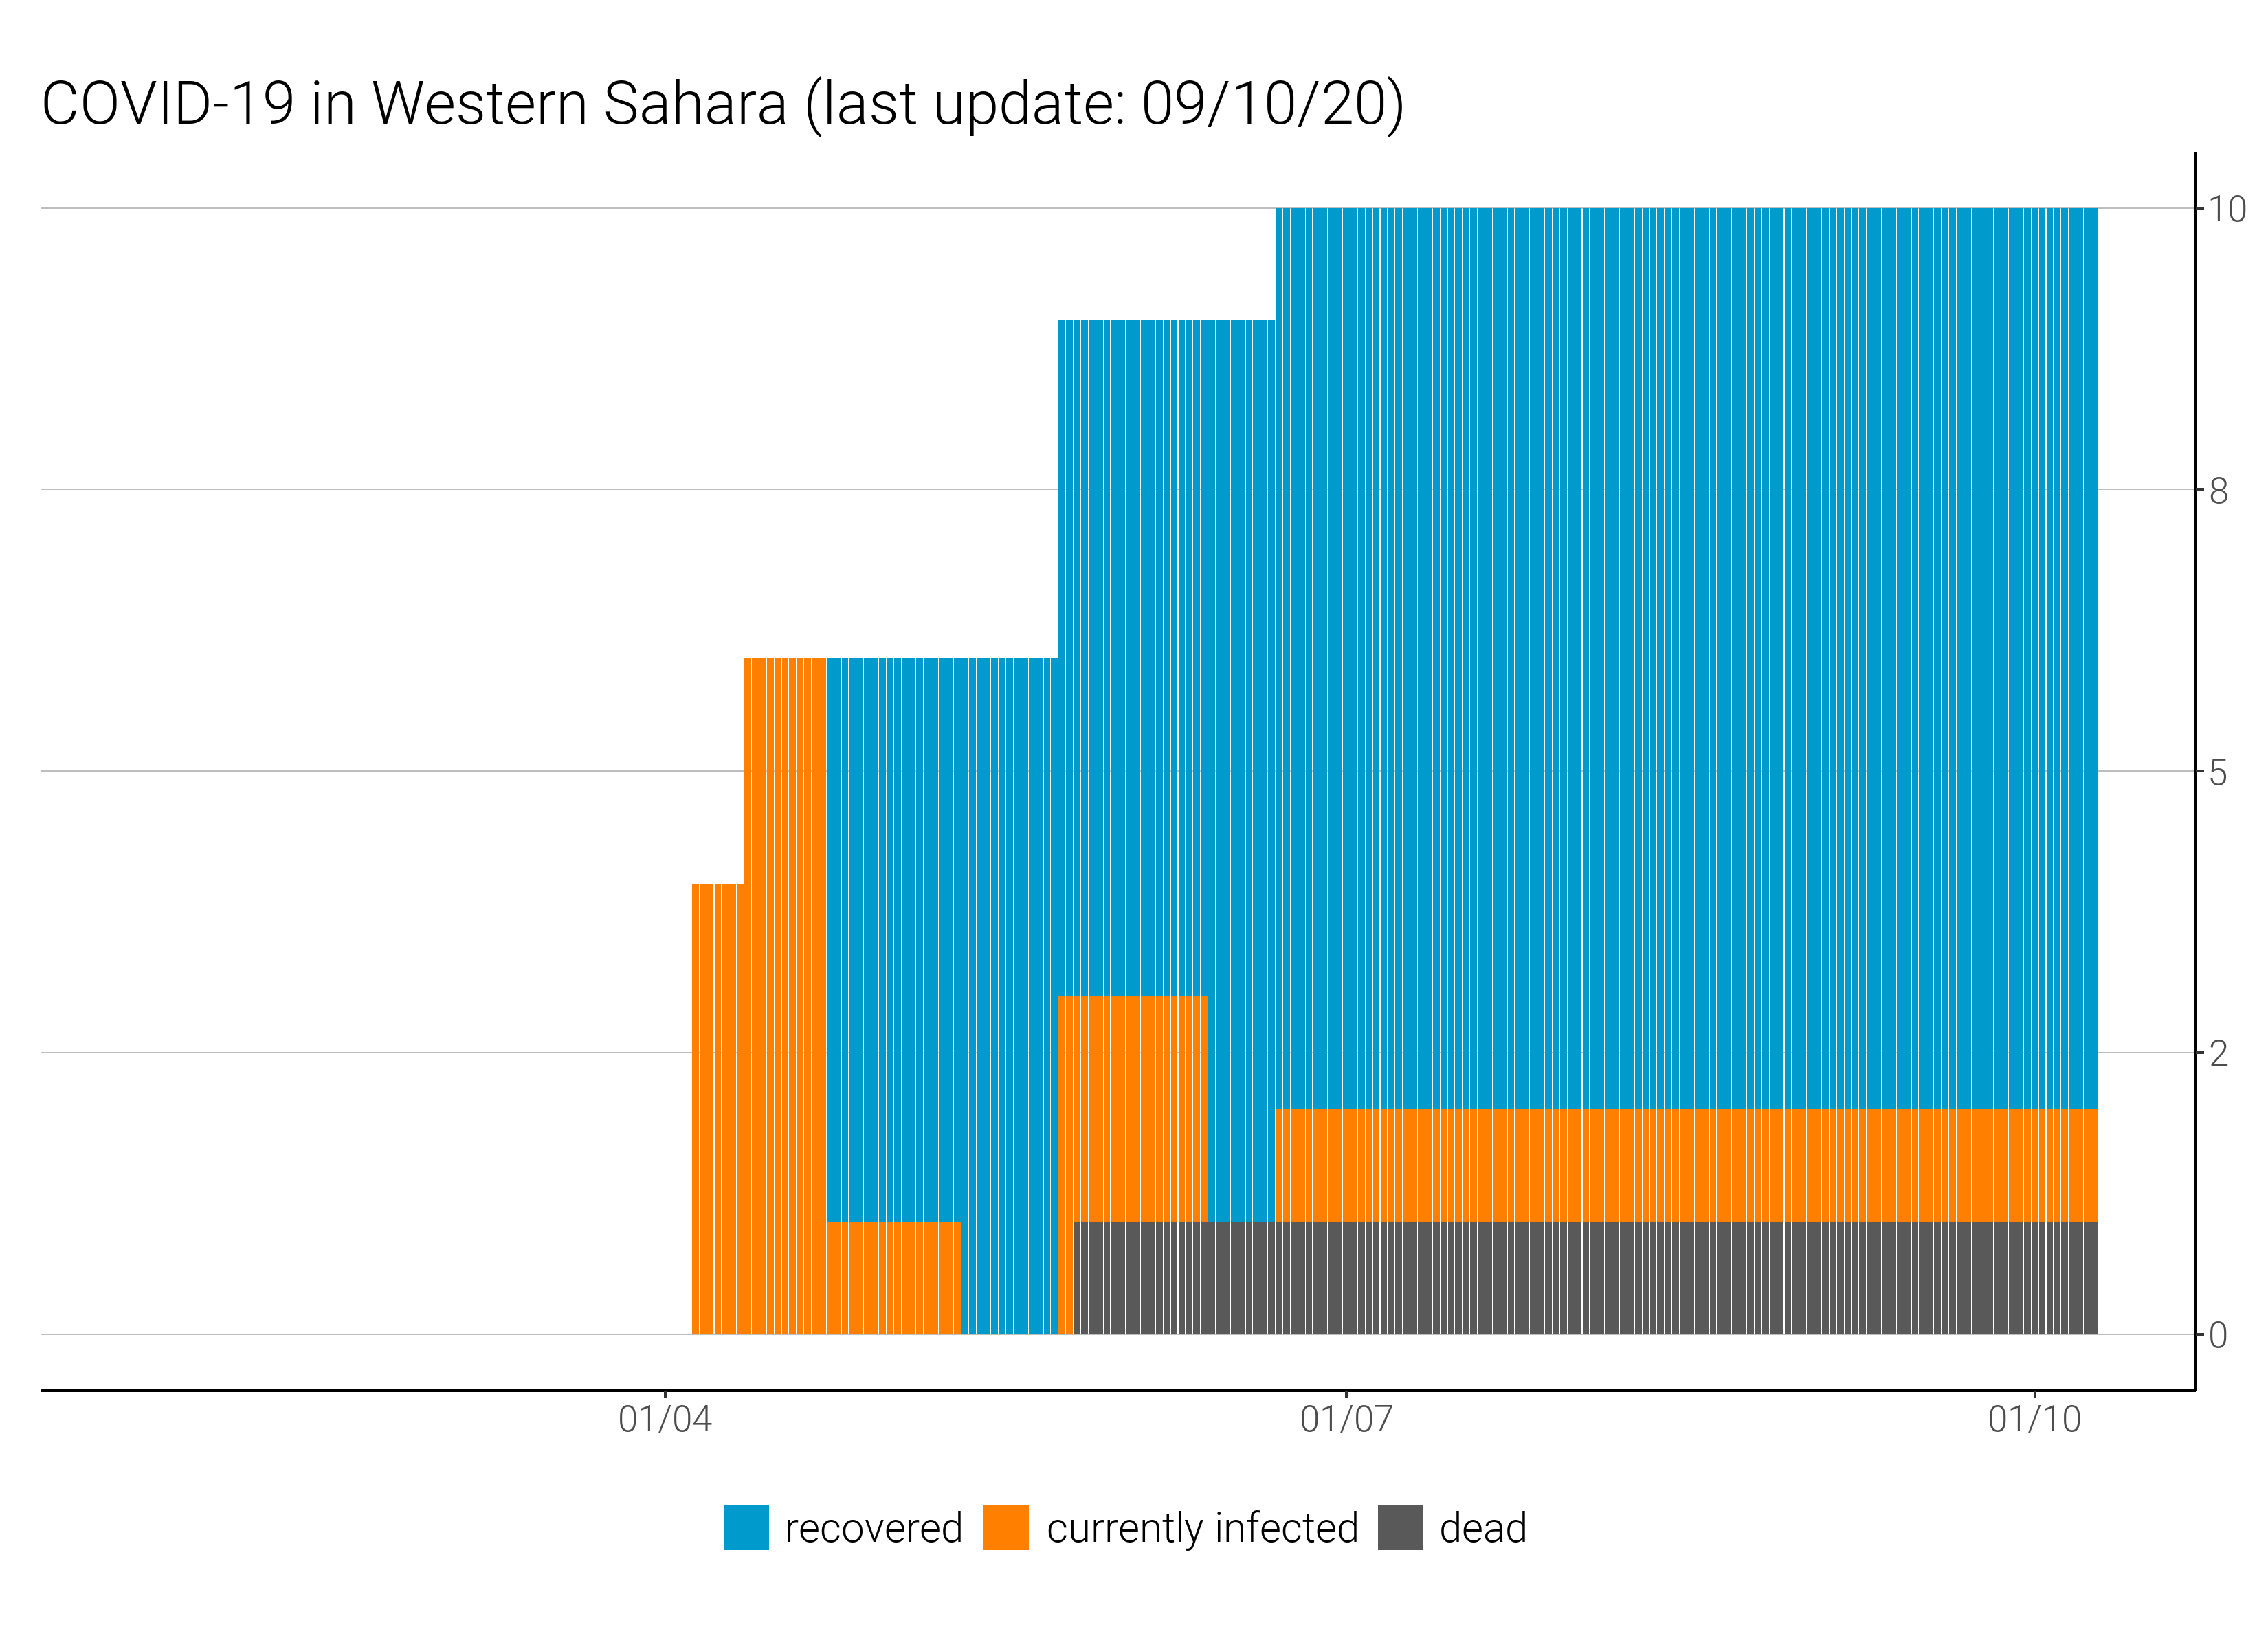 COVID-19 in Western Sahara (last update: 09/10/20)
10
8
5
2
0
01/04 01/07 01/10
recovered currently infected dead